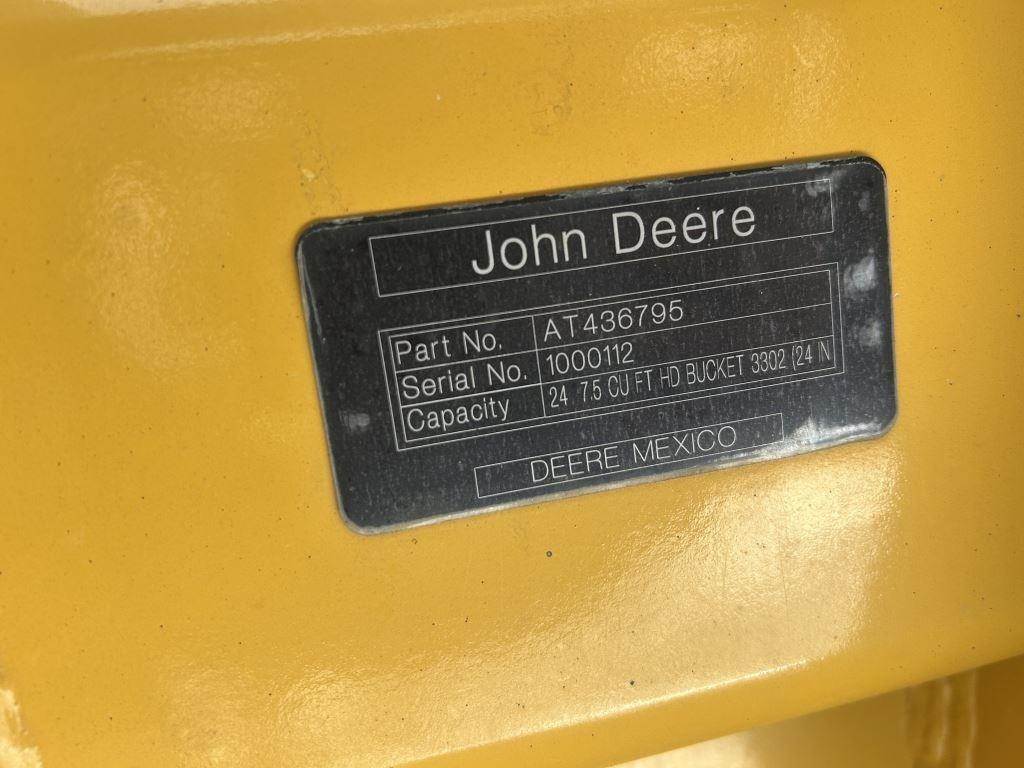 John Deere
Part No. AT436795
Serial No. 1000112
Capacity 24 7.5 CU FT HD BUCKET 3302 (24 IN
DEERE MEXICO